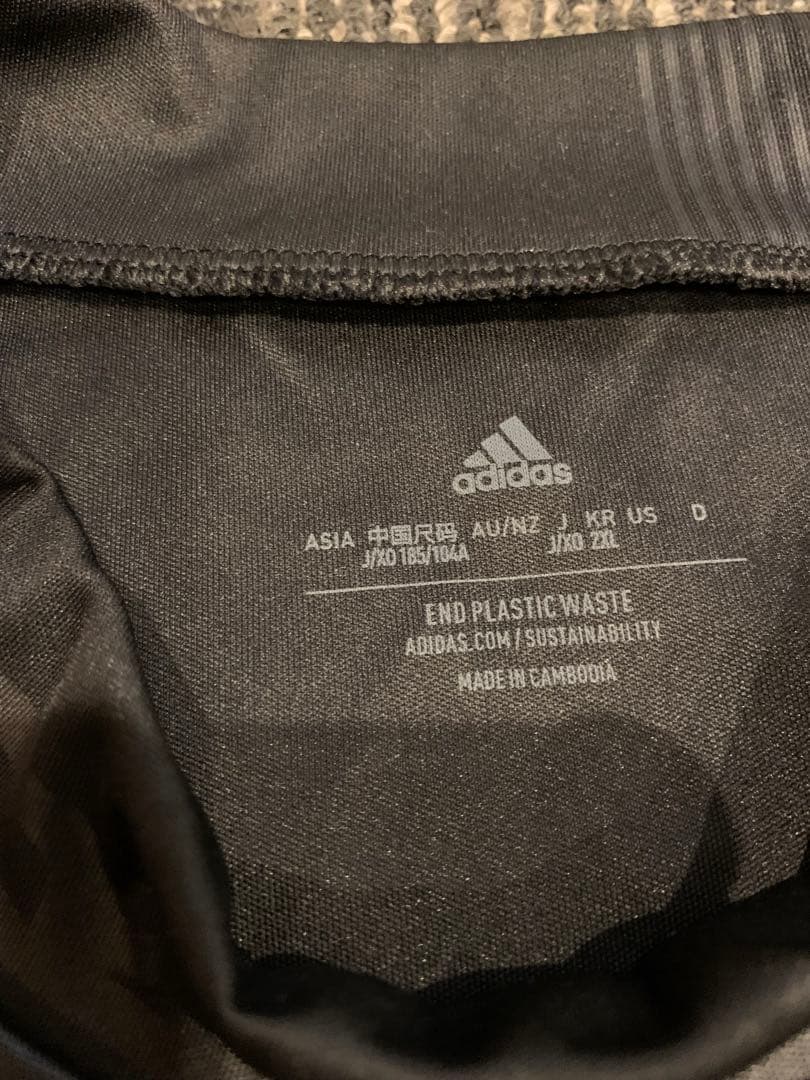 adidas
ASIA 中国尺码 AU/NZ J KR US D
J/XO 185/104A J/XO 2XL
END PLASTIC WASTE
ADIDAS.COM/SUSTAINABILITY
MADE IN CAMBODIA